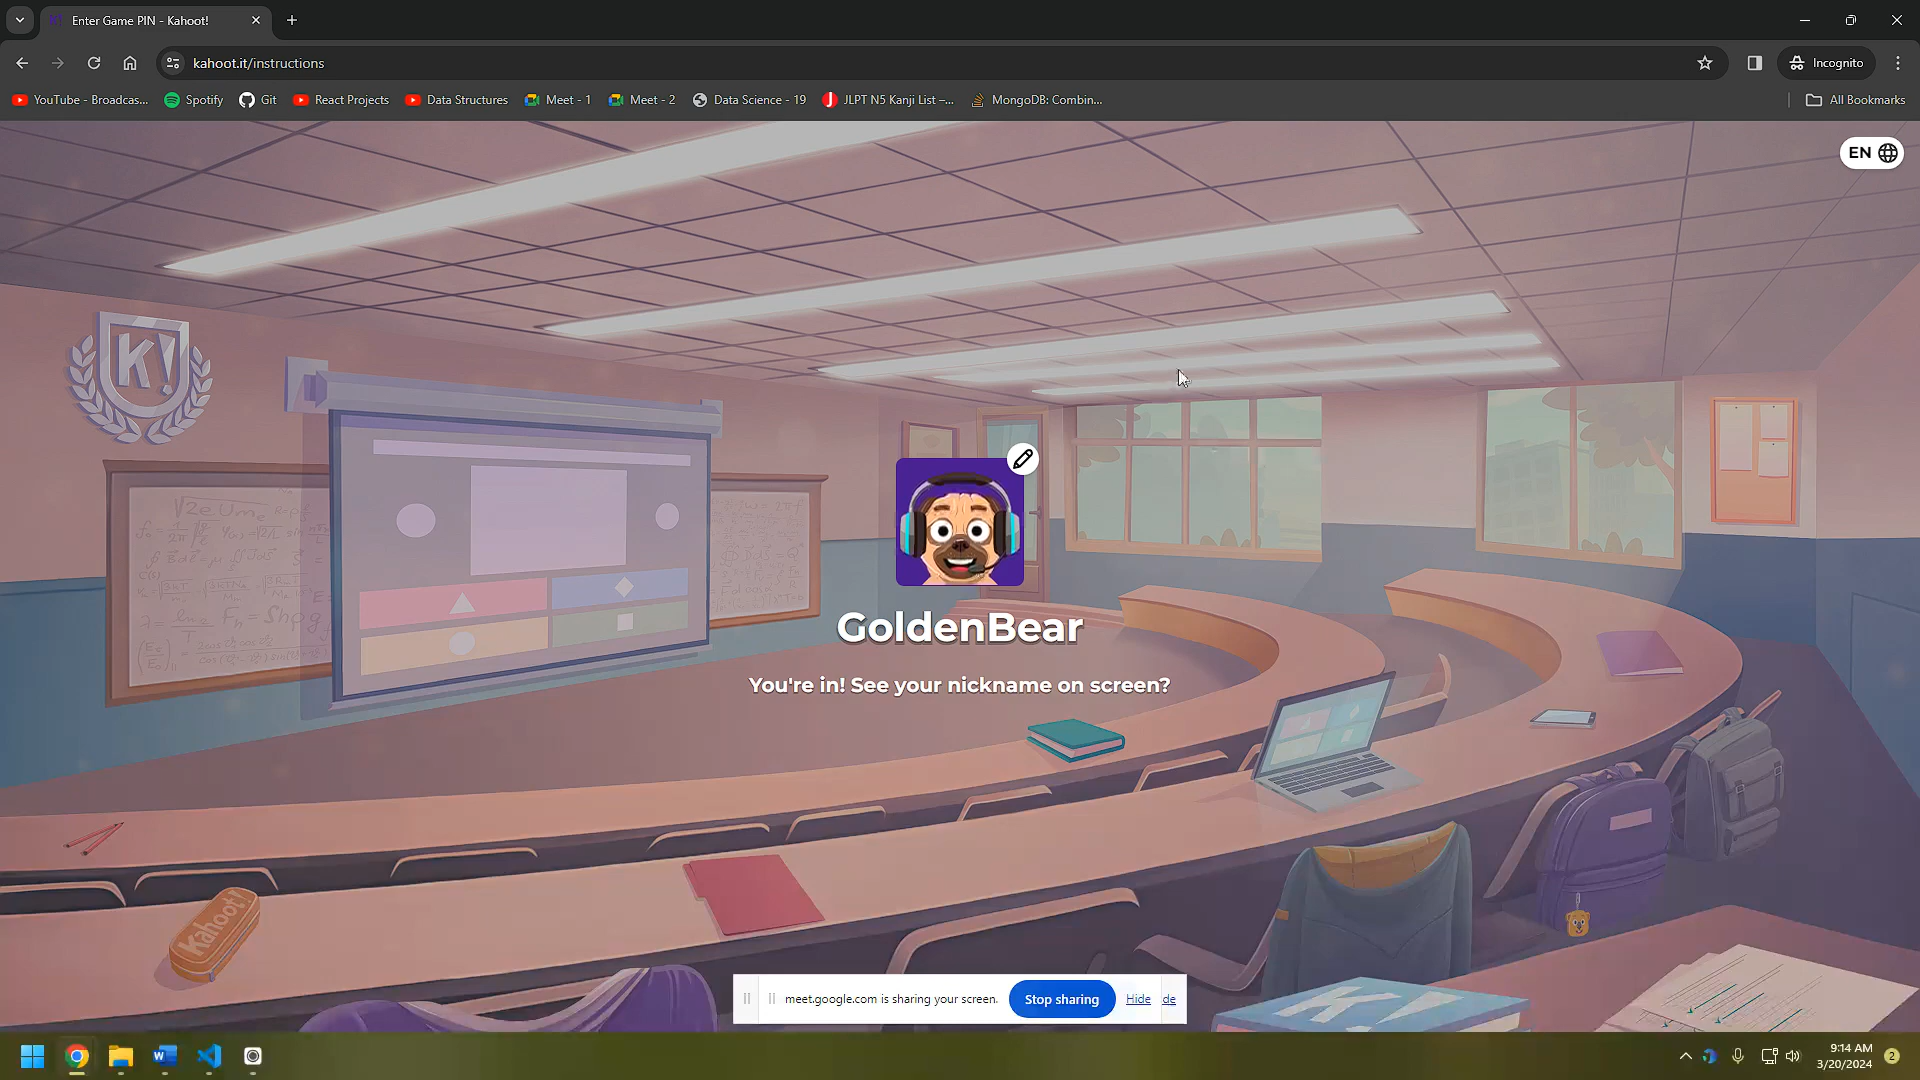 Enter Game PIN - Kahoot!
kahoot.it/instructions
Incognito
YouTube - Broadcas...
Spotify
Git
React Projects
Data Structures
Meet - 1
Meet - 2
Data Science - 19
JLPT N5 Kanji List –...
MongoDB: Combin...
All Bookmarks
EN
K!
GoldenBear
You're in! See your nickname on screen?
Kahoot!
K!
meet.google.com is sharing your screen.
Stop sharing
Hide
de
9:14 AM
3/20/2024
2